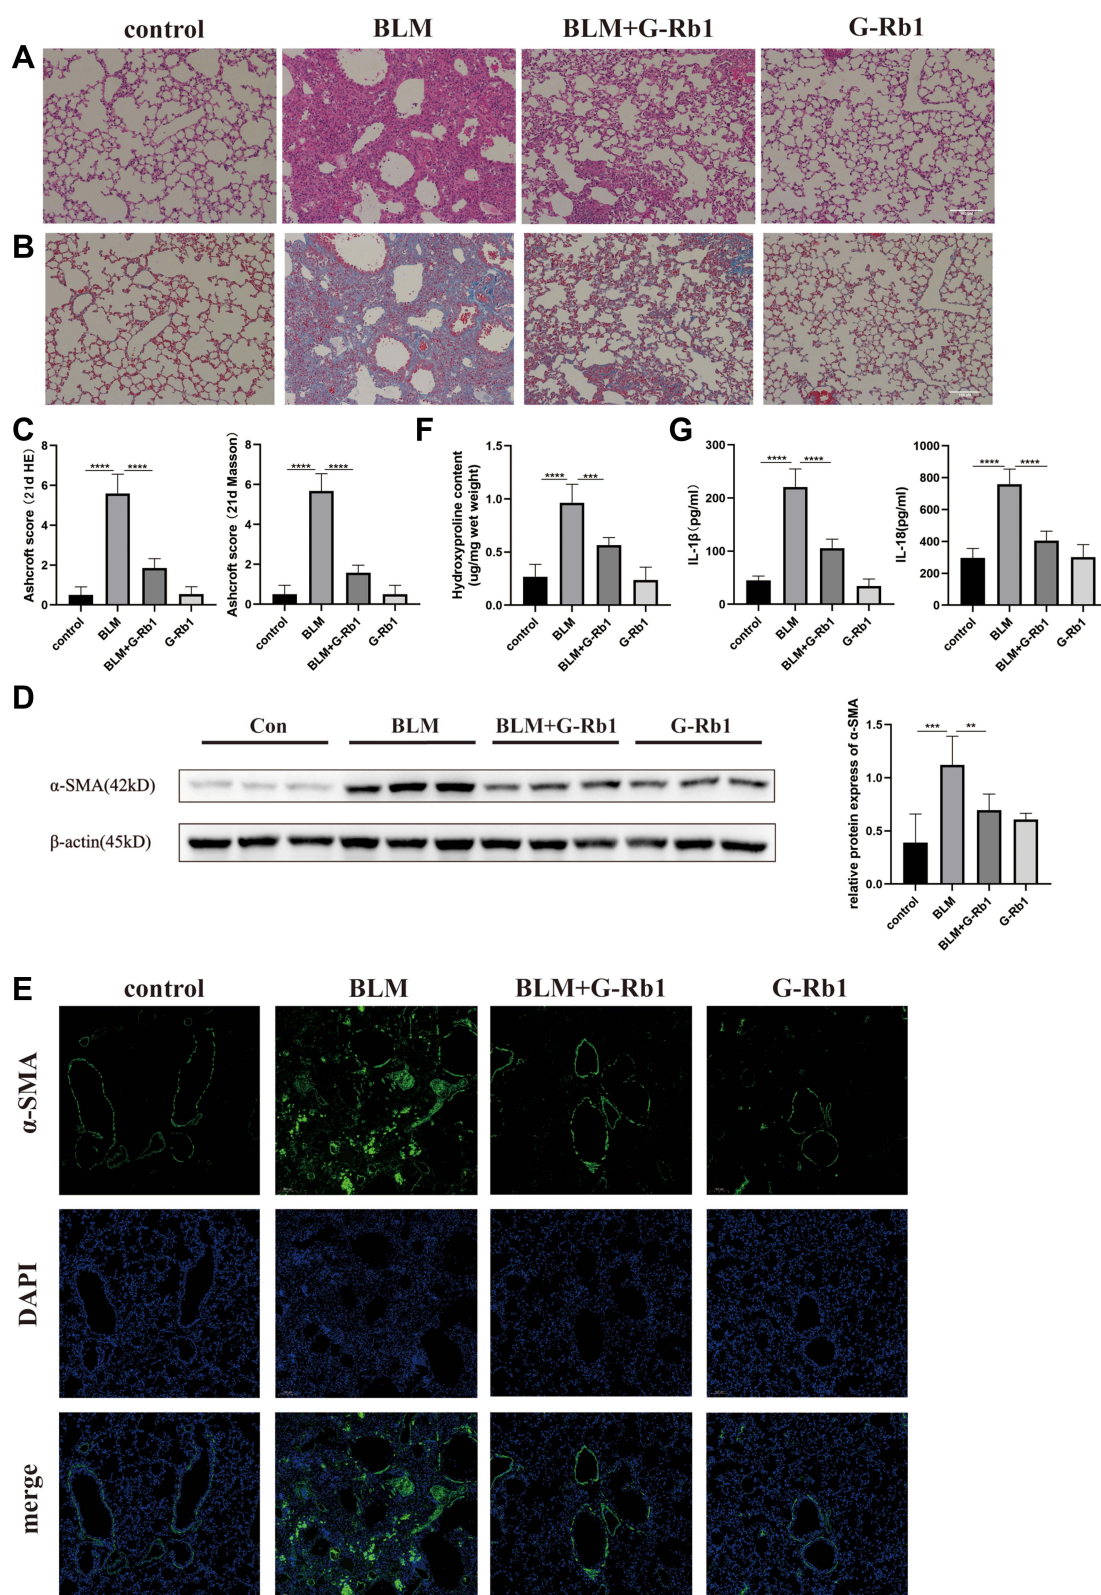 control BLM BLM+G-Rb1 G-Rb1
A
B
C
Ashcroft score (21d HE)
8
6
4
2
0
**** ****
control BLM BLM+G-Rb1 G-Rb1
Ashcroft score (21d Masson)
8
6
4
2
0
**** ****
control BLM BLM+G-Rb1 G-Rb1
F
Hydroxyproline content
(ug/mg wet weight)
1.5
1.0
0.5
0.0
**** ***
control BLM BLM+G-Rb1 G-Rb1
G
IL-1β (pg/ml)
300
200
100
0
**** ****
control BLM BLM+G-Rb1 G-Rb1
IL-18(pg/ml)
1000
800
600
400
200
0
**** ****
control BLM BLM+G-Rb1 G-Rb1
D
Con BLM BLM+G-Rb1 G-Rb1
α-SMA(42kD)
β-actin(45kD)
relative protein express of α-SMA
1.5
1.0
0.5
0.0
*** **
control BLM BLM+G-Rb1 G-Rb1
E
control BLM BLM+G-Rb1 G-Rb1
α-SMA
DAPI
merge